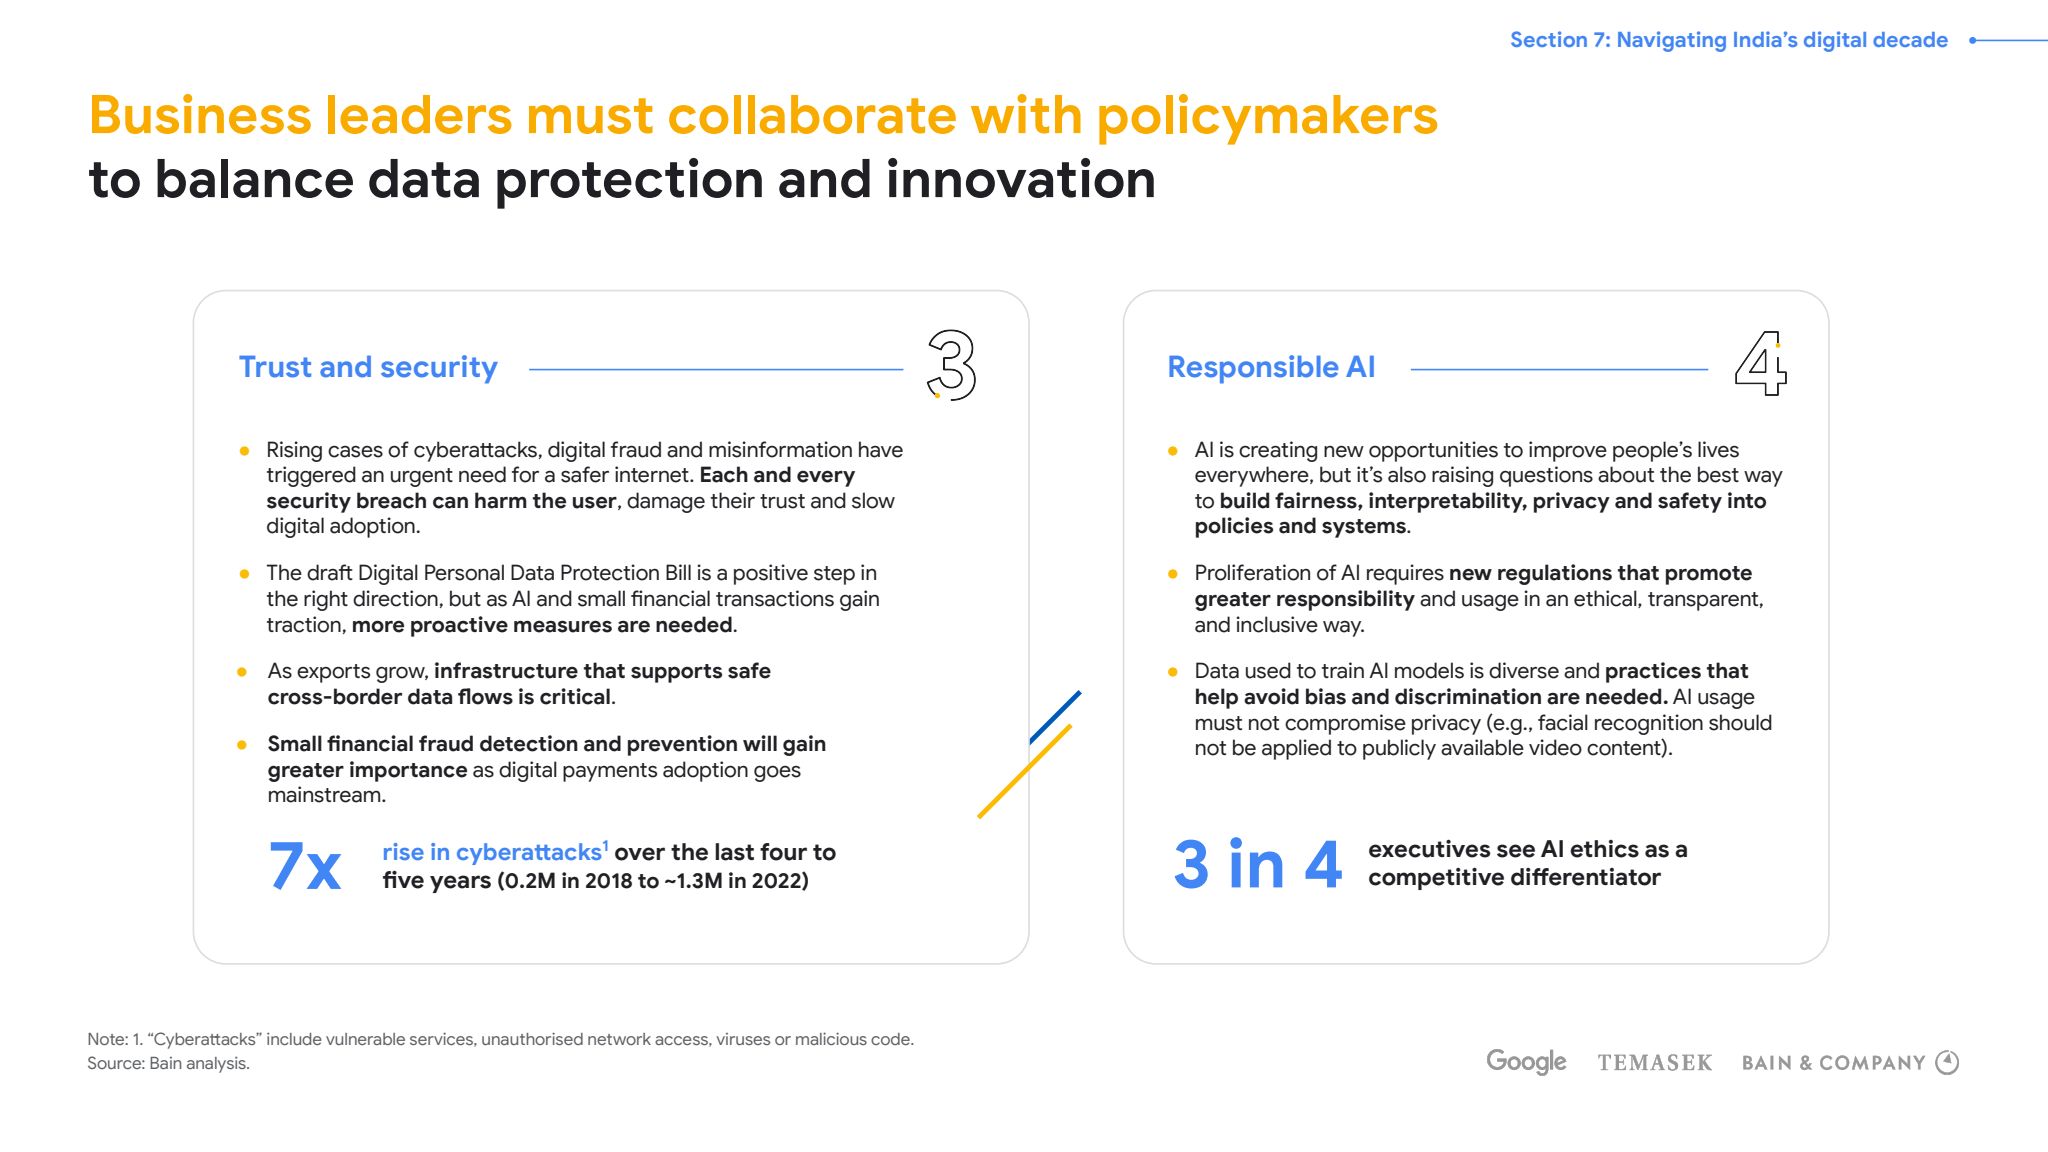 Section 7: Navigating India’s digital decade
Business leaders must collaborate with policymakers
to balance data protection and innovation
Trust and security
3
• Rising cases of cyberattacks, digital fraud and misinformation have
triggered an urgent need for a safer internet. Each and every
security breach can harm the user, damage their trust and slow
digital adoption.
• The draft Digital Personal Data Protection Bill is a positive step in
the right direction, but as AI and small financial transactions gain
traction, more proactive measures are needed.
• As exports grow, infrastructure that supports safe
cross-border data flows is critical.
• Small financial fraud detection and prevention will gain
greater importance as digital payments adoption goes
mainstream.
7x
rise in cyberattacks¹ over the last four to
five years (0.2M in 2018 to ~1.3M in 2022)
Responsible AI
4
• AI is creating new opportunities to improve people’s lives
everywhere, but it’s also raising questions about the best way
to build fairness, interpretability, privacy and safety into
policies and systems.
• Proliferation of AI requires new regulations that promote
greater responsibility and usage in an ethical, transparent,
and inclusive way.
• Data used to train AI models is diverse and practices that
help avoid bias and discrimination are needed. AI usage
must not compromise privacy (e.g., facial recognition should
not be applied to publicly available video content).
3 in 4
executives see AI ethics as a
competitive differentiator
Note: 1. “Cyberattacks” include vulnerable services, unauthorised network access, viruses or malicious code.
Source: Bain analysis.
Google TEMASEK BAIN & COMPANY